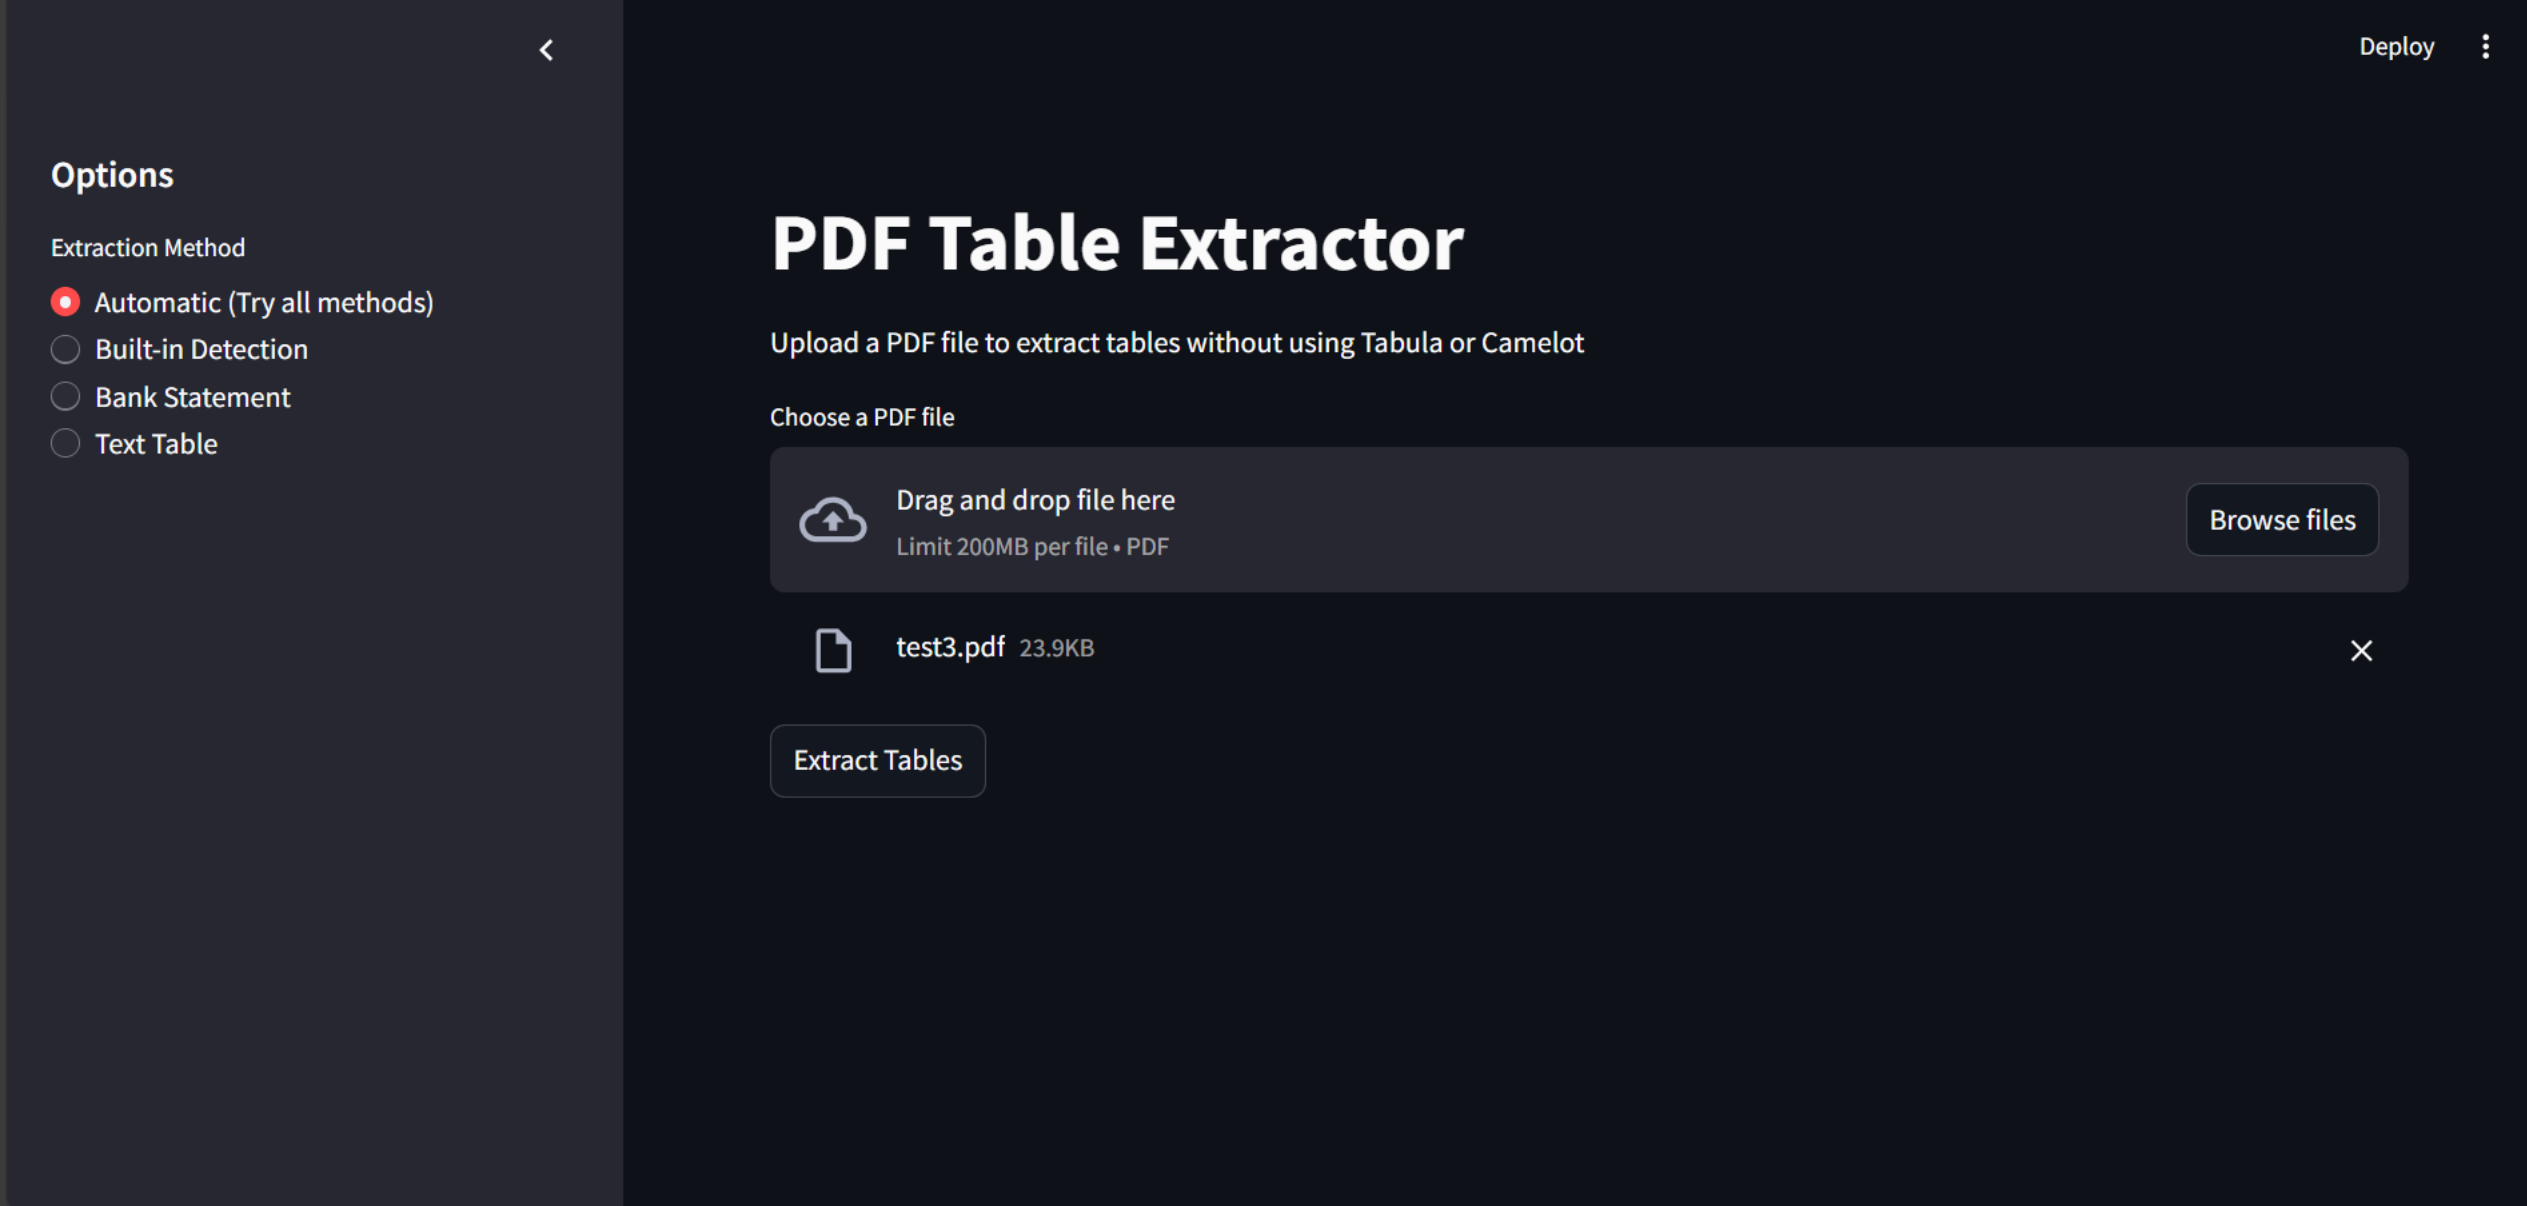 Deploy
Options
Extraction Method
Automatic (Try all methods)
Built-in Detection
Bank Statement
Text Table
PDF Table Extractor
Upload a PDF file to extract tables without using Tabula or Camelot
Choose a PDF file
Drag and drop file here
Limit 200MB per file • PDF
Browse files
test3.pdf 23.9KB
Extract Tables